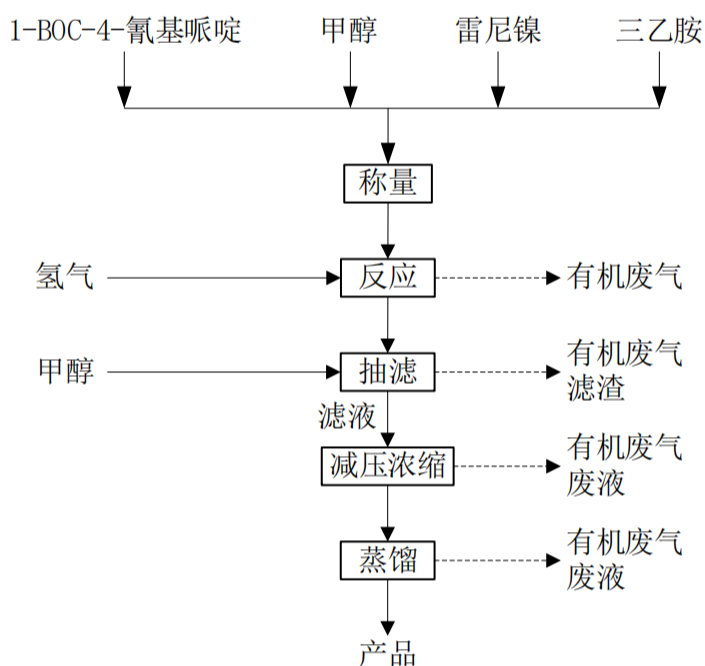 1-BOC-4-氰基哌啶 甲醇 雷尼镍 三乙胺
称量
氢气 反应 有机废气
甲醇 抽滤 有机废气
滤渣
滤液
减压浓缩 有机废气
废液
蒸馏 有机废气
废液
产品